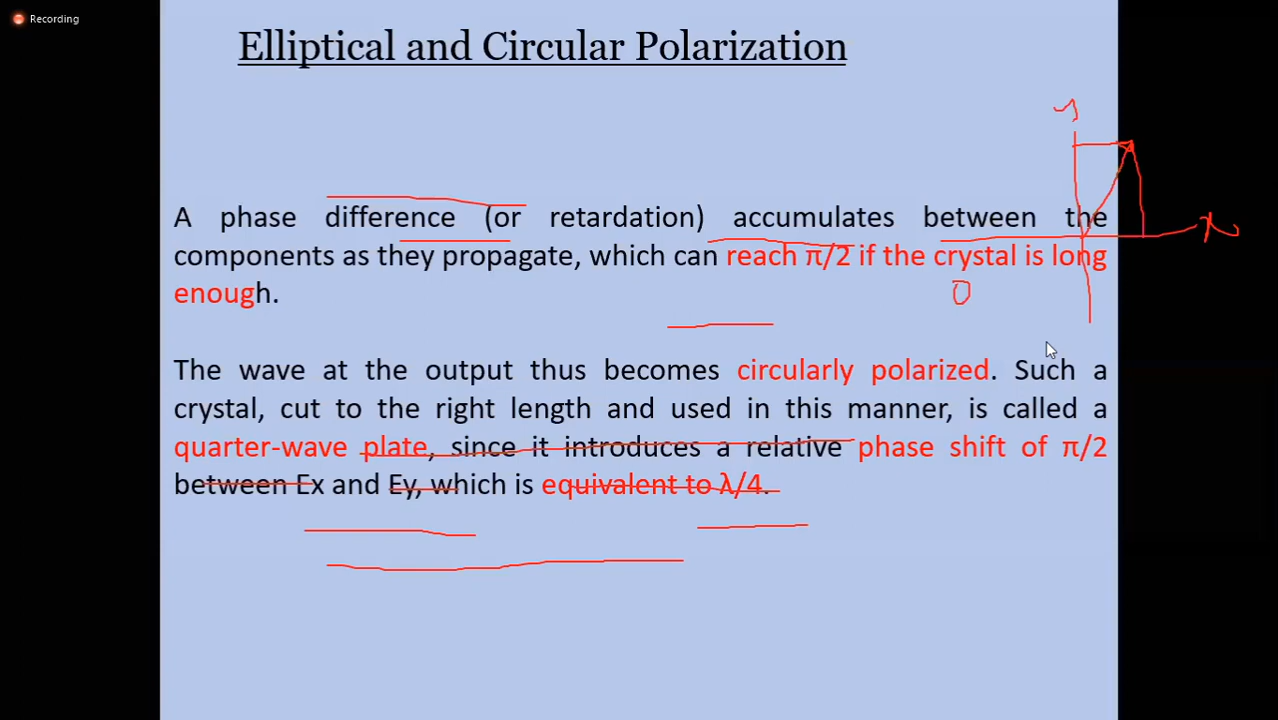 Recording
Elliptical and Circular Polarization
y
A phase difference (or retardation) accumulates between the
x
components as they propagate, which can reach π/2 if the crystal is long
enough.
0
The wave at the output thus becomes circularly polarized. Such a
crystal, cut to the right length and used in this manner, is called a
quarter-wave plate, since it introduces a relative phase shift of π/2
between Ex and Ey, which is equivalent to λ/4.